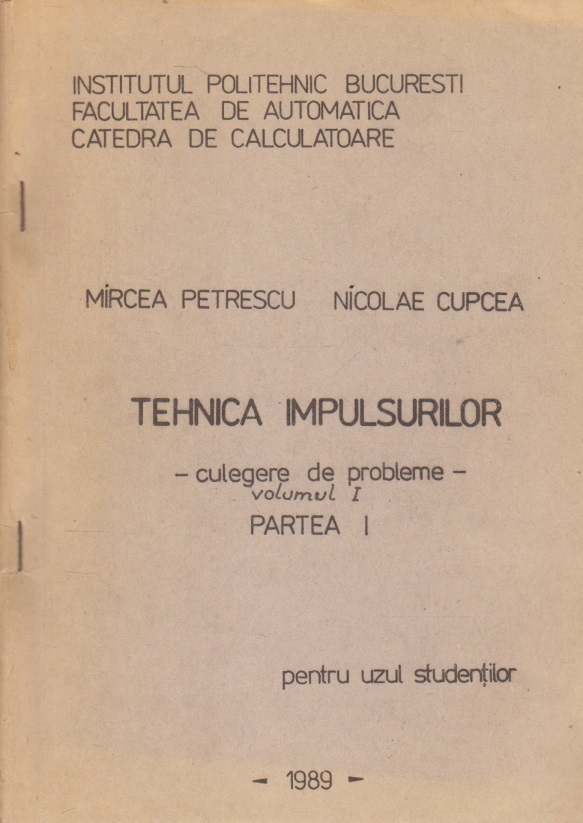 INSTITUTUL POLITEHNIC BUCURESTI
FACULTATEA DE AUTOMATICA
CATEDRA DE CALCULATOARE
MIRCEA PETRESCU NICOLAE CUPCEA
TEHNICA IMPULSURILOR
- culegere de probleme -
volumul I
PARTEA I
pentru uzul studenților
- 1989 -